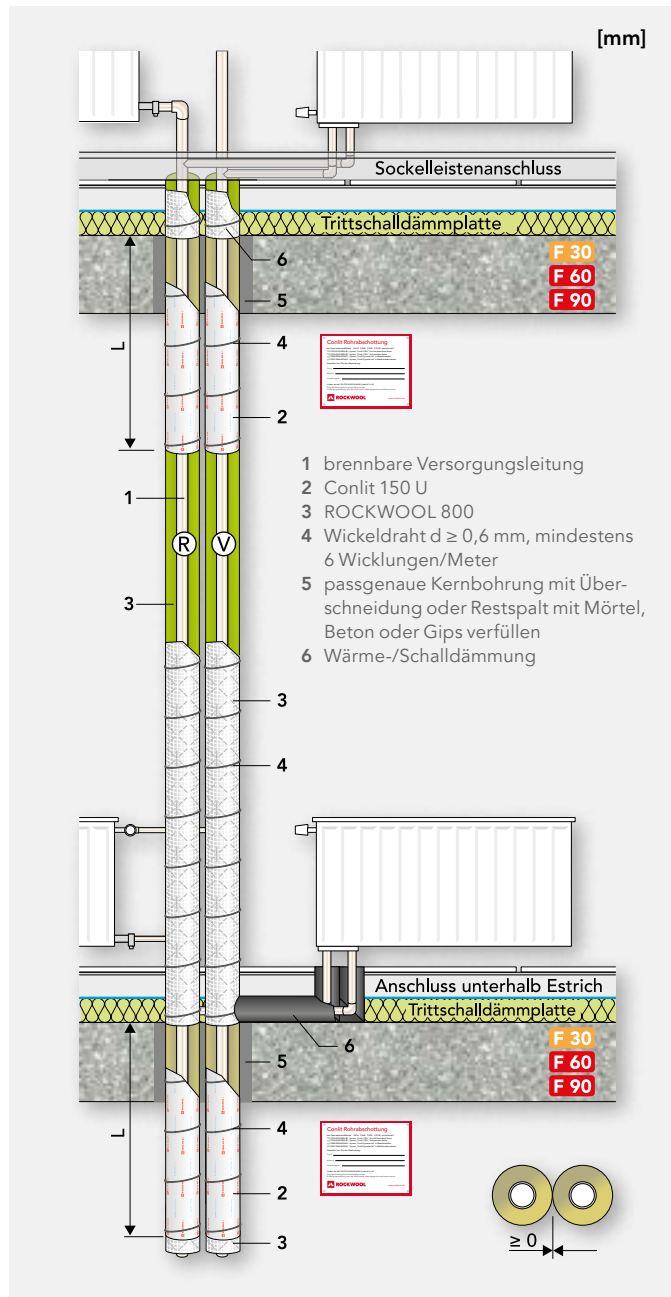 [mm]
Sockelleistenanschluss
Trittschalldämmplatte
6
F 30
F 60
F 90
5
L
4
Conlit Rohrabschottung
ROCKWOOL
2
1 brennbare Versorgungsleitung
2 Conlit 150 U
3 ROCKWOOL 800
4 Wickeldraht d ≥ 0,6 mm, mindestens
6 Wicklungen/Meter
5 passgenaue Kernbohrung mit Über-
schneidung oder Restspalt mit Mörtel,
Beton oder Gips verfüllen
6 Wärme-/Schalldämmung
1
R
V
3
3
4
Anschluss unterhalb Estrich
Trittschalldämmplatte
6
F 30
F 60
F 90
5
L
4
Conlit Rohrabschottung
ROCKWOOL
2
3
≥ 0